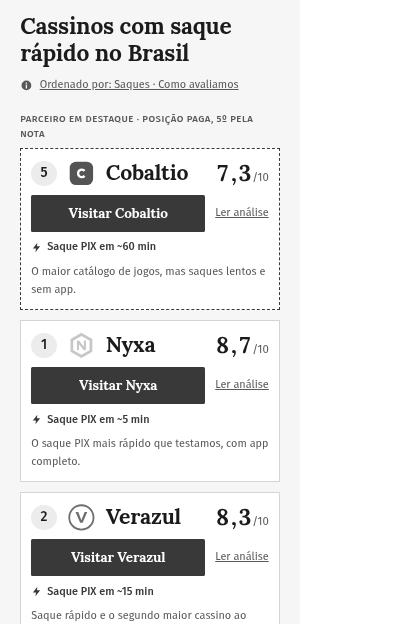 Cassinos com saque
rápido no Brasil
Ordenado por: Saques · Como avaliamos
PARCEIRO EM DESTAQUE · POSIÇÃO PAGA, 5º PELA
NOTA
5 C Cobaltio 7,3/10
Visitar Cobaltio Ler análise
Saque PIX em ~60 min
O maior catálogo de jogos, mas saques lentos e
sem app.
1 N Nyxa 8,7/10
Visitar Nyxa Ler análise
Saque PIX em ~5 min
O saque PIX mais rápido que testamos, com app
completo.
2 V Verazul 8,3/10
Visitar Verazul Ler análise
Saque PIX em ~15 min
Saque rápido e o segundo maior cassino ao